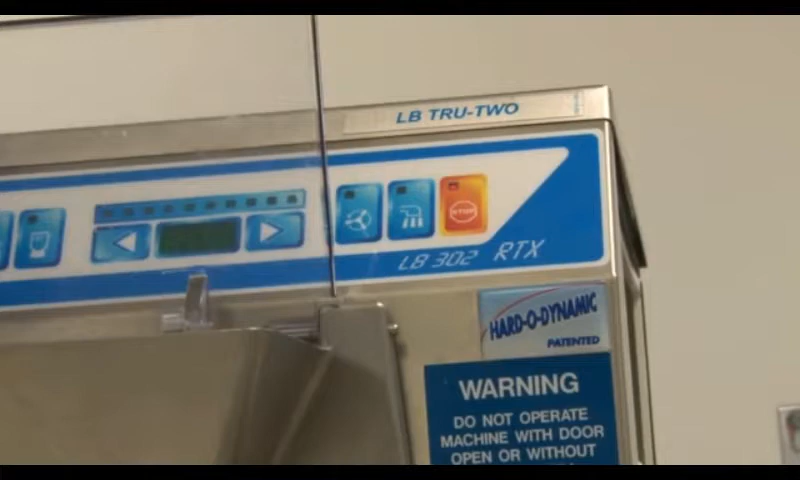 LB TRU-TWO
STOP
LB 302 RTX
HARD-O-DYNAMIC
PATENTED
WARNING
DO NOT OPERATE
MACHINE WITH DOOR
OPEN OR WITHOUT